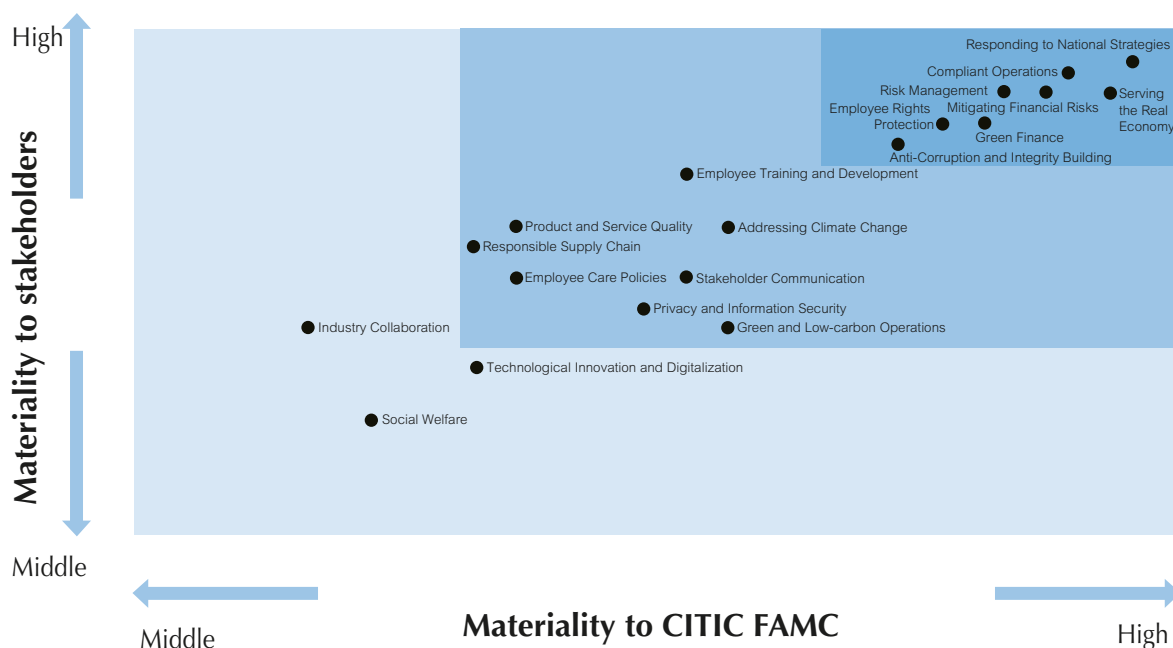 High
Responding to National Strategies
Compliant Operations
Risk Management
Mitigating Financial Risks
Serving
the Real
Economy
Employee Rights
Protection
Green Finance
Anti-Corruption and Integrity Building
Employee Training and Development
Product and Service Quality
Addressing Climate Change
Responsible Supply Chain
Employee Care Policies
Stakeholder Communication
Privacy and Information Security
Industry Collaboration
Green and Low-carbon Operations
Technological Innovation and Digitalization
Social Welfare
Materiality to stakeholders
Middle
Middle
Materiality to CITIC FAMC
High